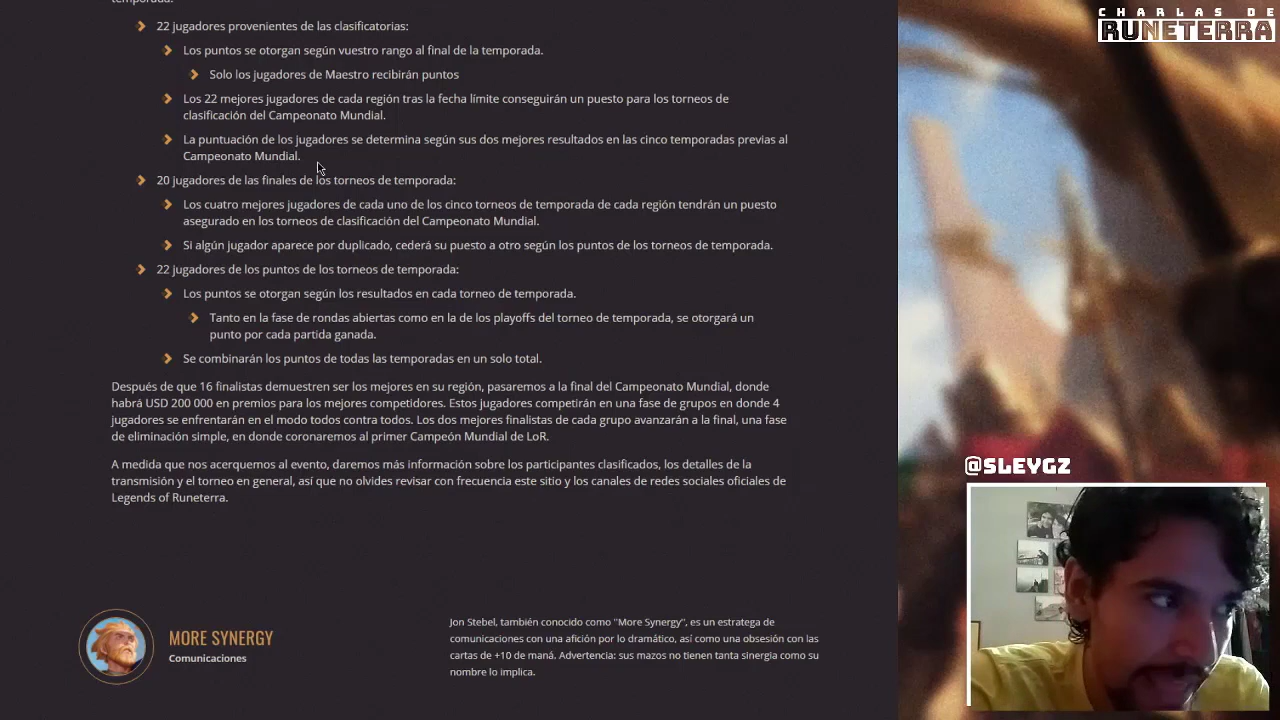 temporada:
22 jugadores provenientes de las clasificatorias:
Los puntos se otorgan según vuestro rango al final de la temporada.
Solo los jugadores de Maestro recibirán puntos
Los 22 mejores jugadores de cada región tras la fecha límite conseguirán un puesto para los torneos de
clasificación del Campeonato Mundial.
La puntuación de los jugadores se determina según sus dos mejores resultados en las cinco temporadas previas al
Campeonato Mundial.
20 jugadores de las finales de los torneos de temporada:
Los cuatro mejores jugadores de cada uno de los cinco torneos de temporada de cada región tendrán un puesto
asegurado en los torneos de clasificación del Campeonato Mundial.
Si algún jugador aparece por duplicado, cederá su puesto a otro según los puntos de los torneos de temporada.
22 jugadores de los puntos de los torneos de temporada:
Los puntos se otorgan según los resultados en cada torneo de temporada.
Tanto en la fase de rondas abiertas como en la de los playoffs del torneo de temporada, se otorgará un
punto por cada partida ganada.
Se combinarán los puntos de todas las temporadas en un solo total.
Después de que 16 finalistas demuestren ser los mejores en su región, pasaremos a la final del Campeonato Mundial, donde
habrá USD 200 000 en premios para los mejores competidores. Estos jugadores competirán en una fase de grupos en donde 4
jugadores se enfrentarán en el modo todos contra todos. Los dos mejores finalistas de cada grupo avanzarán a la final, una fase
de eliminación simple, en donde coronaremos al primer Campeón Mundial de LoR.
A medida que nos acerquemos al evento, daremos más información sobre los participantes clasificados, los detalles de la
transmisión y el torneo en general, así que no olvides revisar con frecuencia este sitio y los canales de redes sociales oficiales de
Legends of Runeterra.
MORE SYNERGY
Comunicaciones
Jon Stebel, también conocido como "More Synergy", es un estratega de
comunicaciones con una afición por lo dramático, así como una obsesión con las
cartas de +10 de maná. Advertencia: sus mazos no tienen tanta sinergia como su
nombre lo implica.
CHARLAS DE
RUNETERRA
@SLEYGZ